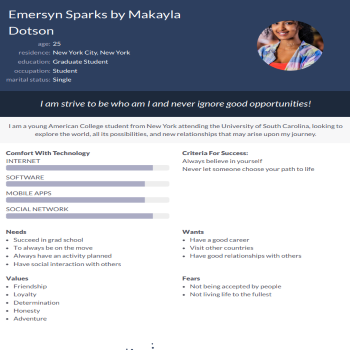 Emersyn Sparks by Makayla
Dotson
age: 25
residence: New York City, New York
education: Graduate Student
occupation: Student
marital status: Single
I am strive to be who am I and never ignore good opportunities!
I am a young American College student from New York attending the University of South Carolina, looking to
explore the world, all its possibilities, and new relationships that may arise upon my journey.
Comfort With Technology
INTERNET
SOFTWARE
MOBILE APPS
SOCIAL NETWORK
Criteria For Success:
Always believe in yourself
Never let someone choose your path to life
Needs
• Succeed in grad school
• To always be on the move
• Always have an activity planned
• Have social interaction with others
Wants
• Have a good career
• Visit other countries
• Have good relationships with others
Values
• Friendship
• Loyalty
• Determination
• Honesty
• Adventure
Fears
• Not being accepted by people
• Not living life to the fullest